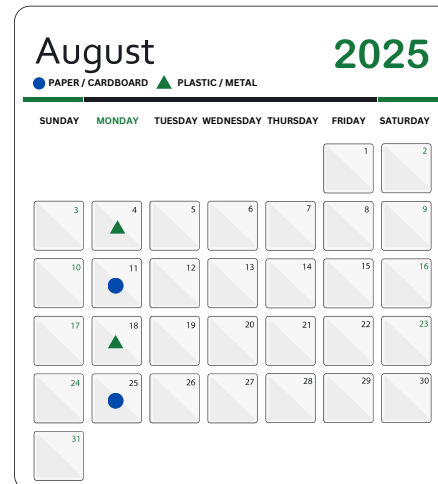 August 2025
PAPER / CARDBOARD PLASTIC / METAL
SUNDAY MONDAY TUESDAY WEDNESDAY THURSDAY FRIDAY SATURDAY
1 2
3 4 5 6 7 8 9
10 11 12 13 14 15 16
17 18 19 20 21 22 23
24 25 26 27 28 29 30
31